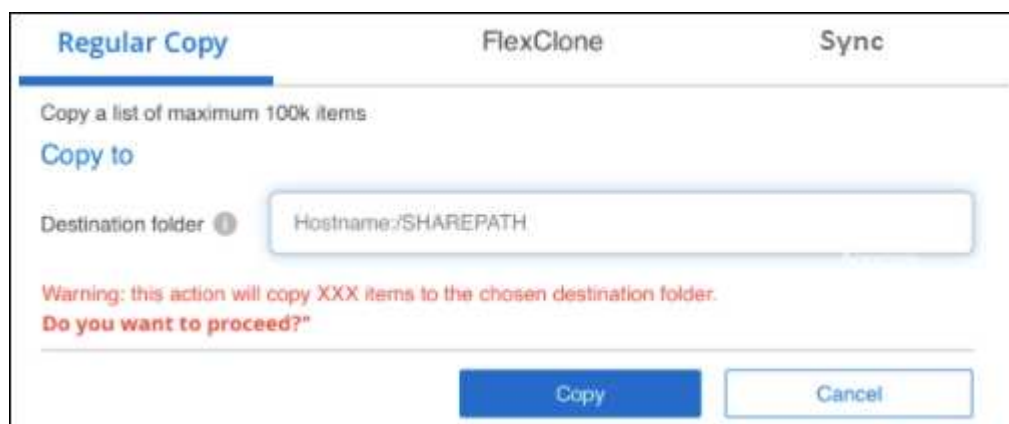 Regular Copy FlexClone Sync
Copy a list of maximum 100k items
Copy to
Destination folder Hostname:/SHAREPATH
Warning: this action will copy XXX items to the chosen destination folder.
Do you want to proceed?"
Copy Cancel